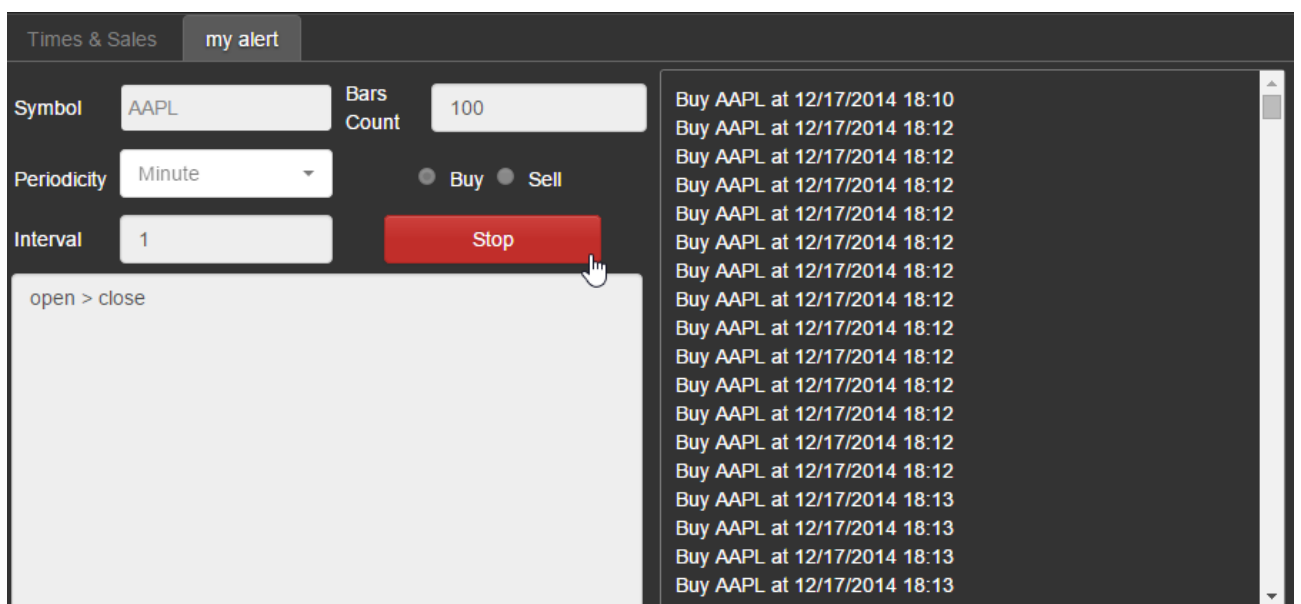 Times & Sales
my alert
Symbol
AAPL
Bars
Count
100
Periodicity
Minute
Buy
Sell
Interval
1
Stop
open > close
Buy AAPL at 12/17/2014 18:10
Buy AAPL at 12/17/2014 18:12
Buy AAPL at 12/17/2014 18:12
Buy AAPL at 12/17/2014 18:12
Buy AAPL at 12/17/2014 18:12
Buy AAPL at 12/17/2014 18:12
Buy AAPL at 12/17/2014 18:12
Buy AAPL at 12/17/2014 18:12
Buy AAPL at 12/17/2014 18:12
Buy AAPL at 12/17/2014 18:12
Buy AAPL at 12/17/2014 18:12
Buy AAPL at 12/17/2014 18:12
Buy AAPL at 12/17/2014 18:12
Buy AAPL at 12/17/2014 18:12
Buy AAPL at 12/17/2014 18:13
Buy AAPL at 12/17/2014 18:13
Buy AAPL at 12/17/2014 18:13
Buy AAPL at 12/17/2014 18:13